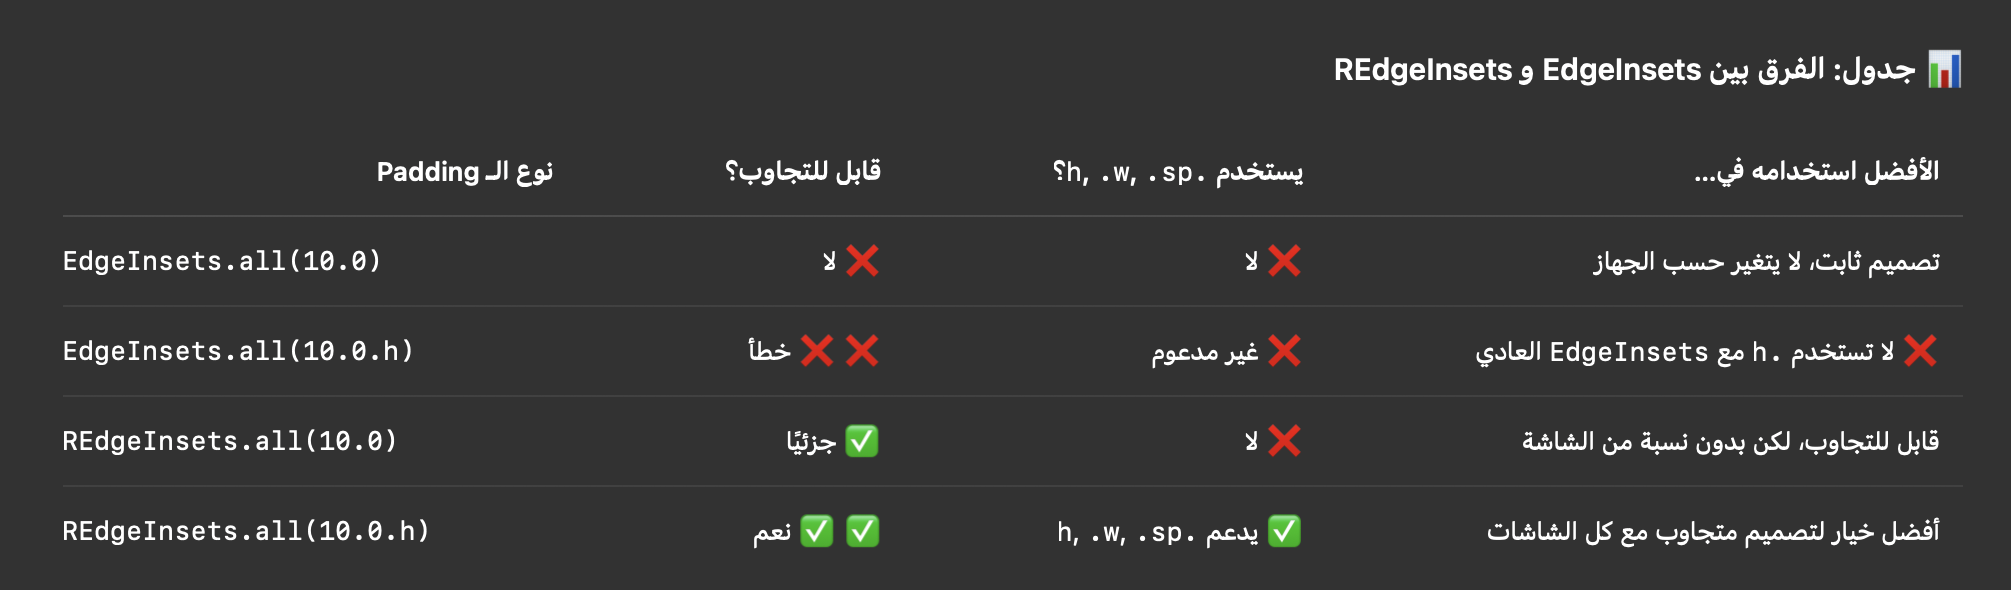 📊 جدول: الفرق بين EdgeInsets و REdgeInsets
نوع الـ Padding	قابل للتجاوب؟	يستخدم .h, .w, .sp؟	الأفضل استخدامه في...
EdgeInsets.all(10.0)	❌ لا	❌ لا	تصميم ثابت، لا يتغير حسب الجهاز
EdgeInsets.all(10.0.h)	❌❌ خطأ	❌ غير مدعوم	❌ لا تستخدم .h مع EdgeInsets العادي
REdgeInsets.all(10.0)	✅ جزئيًا	❌ لا	قابل للتجاوب، لكن بدون نسبة من الشاشة
REdgeInsets.all(10.0.h)	✅✅ نعم	✅ يدعم .h, .w, .sp	أفضل خيار لتصميم متجاوب مع كل الشاشات